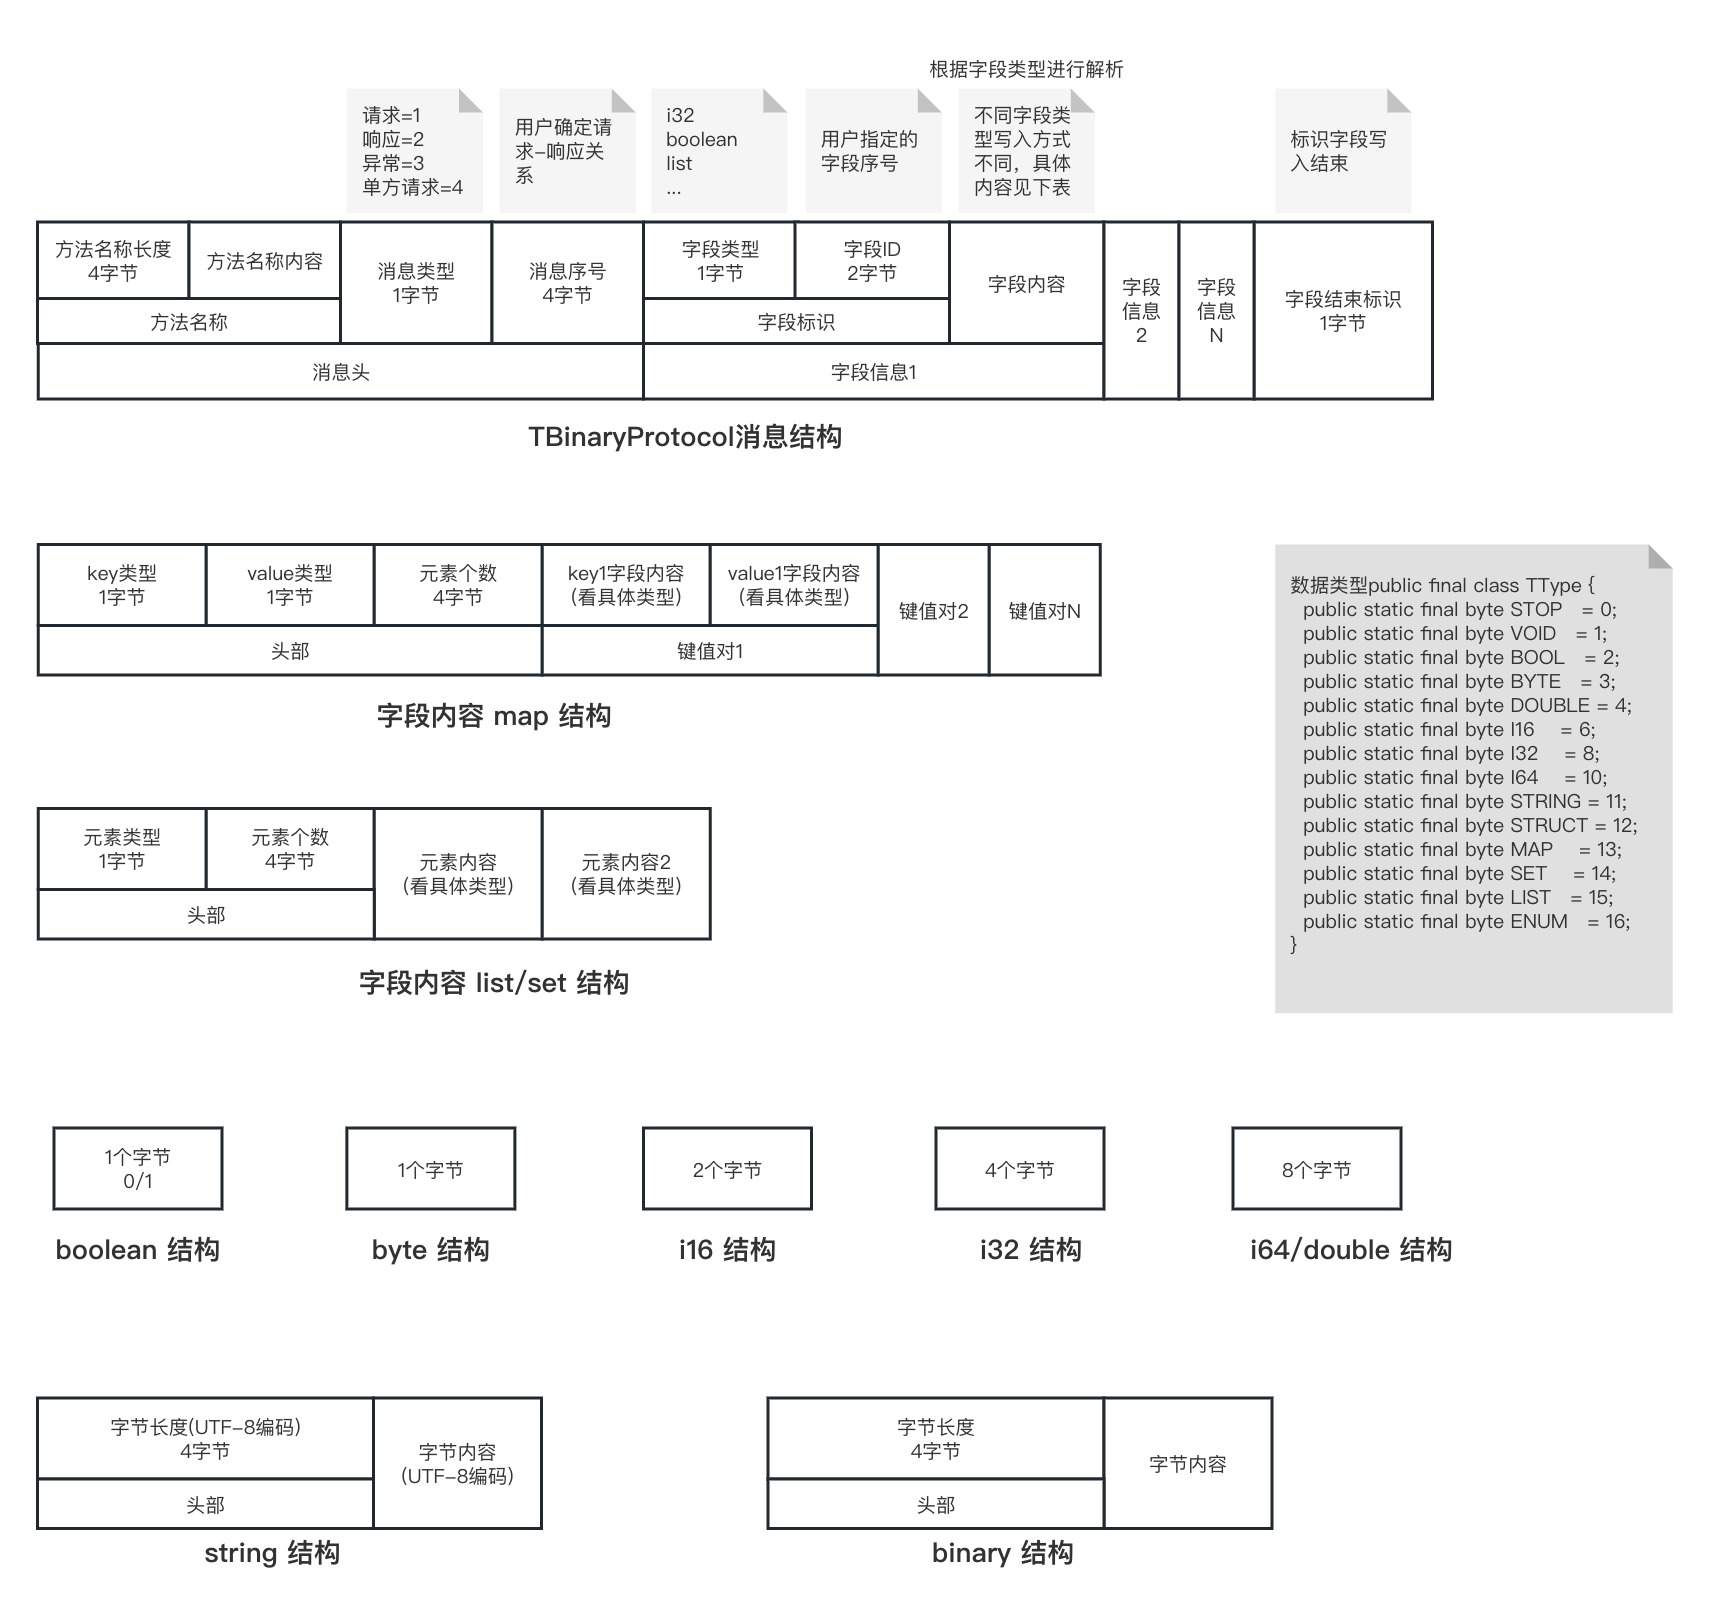 根据字段类型进行解析
请求=1
响应=2
异常=3
单方请求=4
用户确定请
求-响应关
系
i32
boolean
list
...
用户指定的
字段序号
不同字段类
型写入方式
不同，具体
内容见下表
标识字段写
入结束
方法名称长度
4字节
方法名称内容
方法名称
消息类型
1字节
消息序号
4字节
消息头
字段类型
1字节
字段ID
2字节
字段标识
字段内容
字段信息1
字段
信息
2
字段
信息
N
字段结束标识
1字节
TBinaryProtocol消息结构
key类型
1字节
value类型
1字节
元素个数
4字节
头部
key1字段内容
(看具体类型)
value1字段内容
(看具体类型)
键值对1
键值对2
键值对N
字段内容 map 结构
数据类型public final class TType {
public static final byte STOP = 0;
public static final byte VOID = 1;
public static final byte BOOL = 2;
public static final byte BYTE = 3;
public static final byte DOUBLE = 4;
public static final byte I16 = 6;
public static final byte I32 = 8;
public static final byte I64 = 10;
public static final byte STRING = 11;
public static final byte STRUCT = 12;
public static final byte MAP = 13;
public static final byte SET = 14;
public static final byte LIST = 15;
public static final byte ENUM = 16;
}
元素类型
1字节
元素个数
4字节
头部
元素内容
(看具体类型)
元素内容2
(看具体类型)
字段内容 list/set 结构
1个字节
0/1
boolean 结构
1个字节
byte 结构
2个字节
i16 结构
4个字节
i32 结构
8个字节
i64/double 结构
字节长度(UTF-8编码)
4字节
头部
字节内容
(UTF-8编码)
string 结构
字节长度
4字节
头部
字节内容
binary 结构